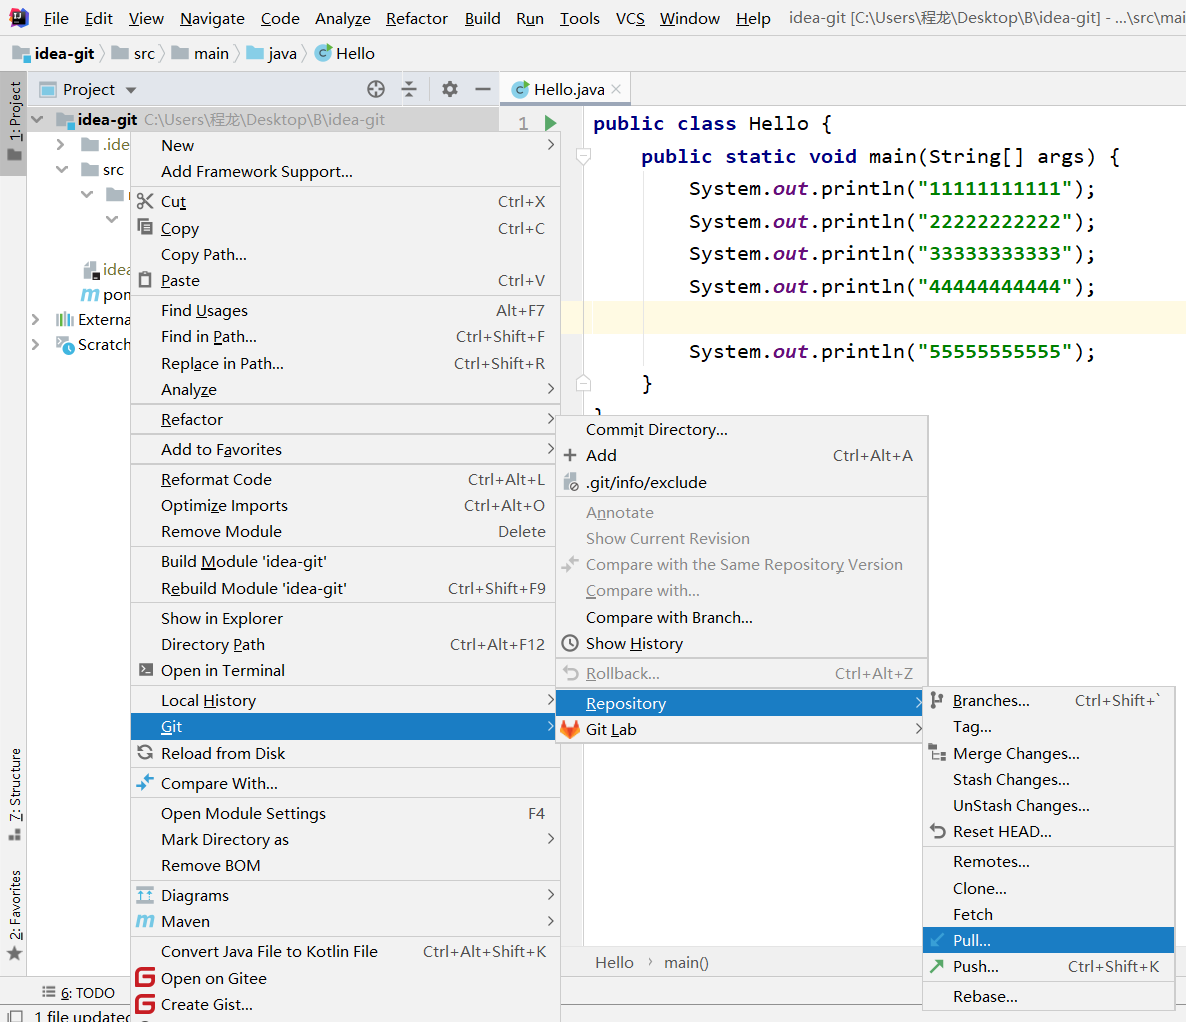 File Edit View Navigate Code Analyze Refactor Build Run Tools VCS Window Help idea-git [C:\Users\程龙\Desktop\B\idea-git] - ...\src\mai
idea-git src main java Hello
Project Hello.java
1: Project
idea-git C:\Users\程龙\Desktop\B\idea-git
.ide
src
idea
pon
Externa
Scratch
7: Structure
2: Favorites
1
public class Hello {
public static void main(String[] args) {
System.out.println("11111111111");
System.out.println("22222222222");
System.out.println("33333333333");
System.out.println("44444444444");
System.out.println("55555555555");
}
}
New
Add Framework Support...
Cut Ctrl+X
Copy Ctrl+C
Copy Path...
Paste Ctrl+V
Find Usages Alt+F7
Find in Path... Ctrl+Shift+F
Replace in Path... Ctrl+Shift+R
Analyze
Refactor
Add to Favorites
Reformat Code Ctrl+Alt+L
Optimize Imports Ctrl+Alt+O
Remove Module Delete
Build Module 'idea-git'
Rebuild Module 'idea-git' Ctrl+Shift+F9
Show in Explorer
Directory Path Ctrl+Alt+F12
Open in Terminal
Local History
Git
Reload from Disk
Compare With...
Open Module Settings F4
Mark Directory as
Remove BOM
Diagrams
Maven
Convert Java File to Kotlin File Ctrl+Alt+Shift+K
Open on Gitee
Create Gist...
Commit Directory...
Add Ctrl+Alt+A
.git/info/exclude
Annotate
Show Current Revision
Compare with the Same Repository Version
Compare with...
Compare with Branch...
Show History
Rollback... Ctrl+Alt+Z
Repository
Git Lab
Branches... Ctrl+Shift+`
Tag...
Merge Changes...
Stash Changes...
UnStash Changes...
Reset HEAD...
Remotes...
Clone...
Fetch
Pull...
Push... Ctrl+Shift+K
Rebase...
Hello main()
6: TODO
1 file updated